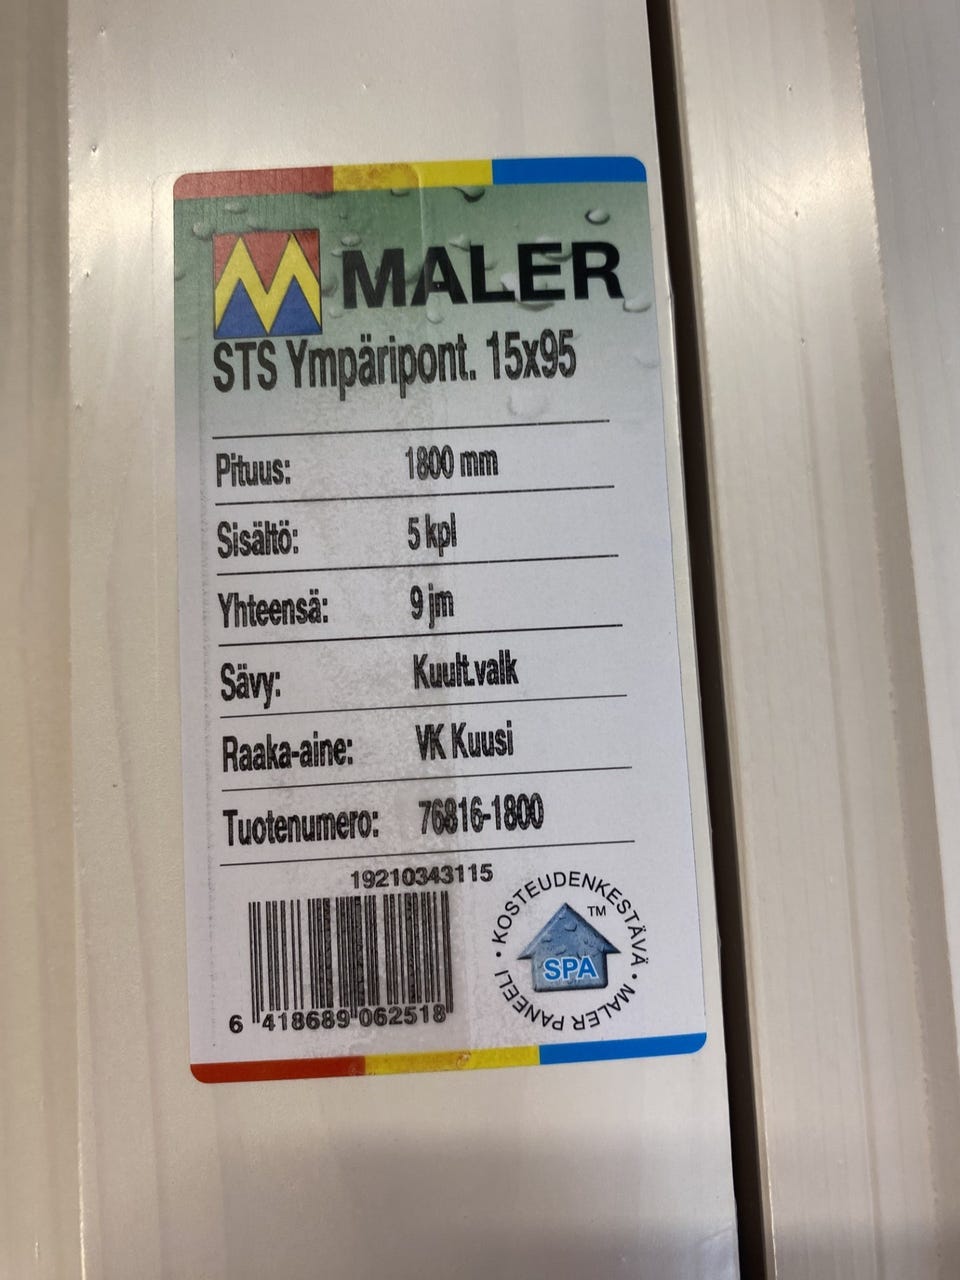 MALER
STS Ympäripont. 15x95
Pituus: 1800 mm
Sisältö: 5 kpl
Yhteensä: 9 jm
Sävy: Kuult.valk
Raaka-aine: VK Kuusi
Tuotenumero: 76816-1800
19210343115
6 418689 062518
• KOSTEUDENKESTÄVÄ • MALER PANEELI
TM
SPA